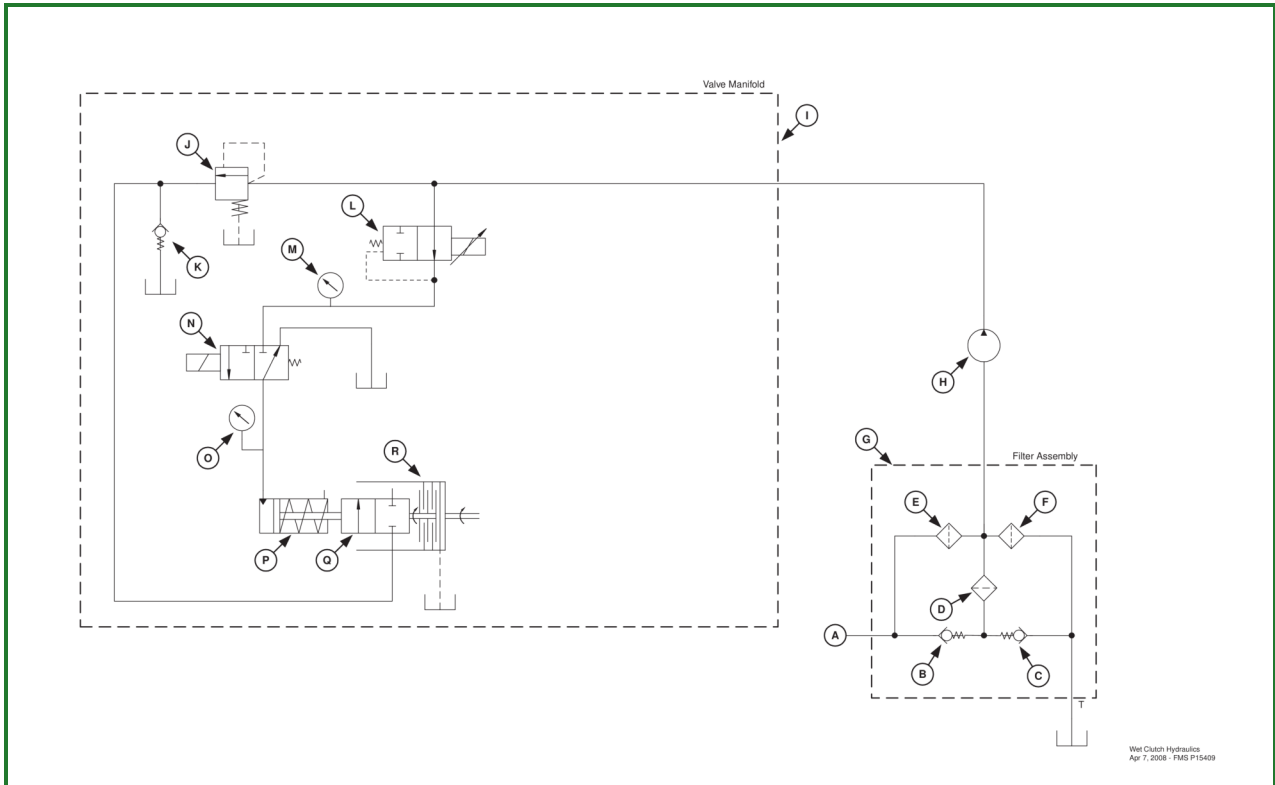 Valve Manifold
I
J
L
K
M
N
H
O
R
G
Filter Assembly
E
F
P
Q
D
A
B
C
T
Wet Clutch Hydraulics
Apr 7, 2008 - FMS P15409